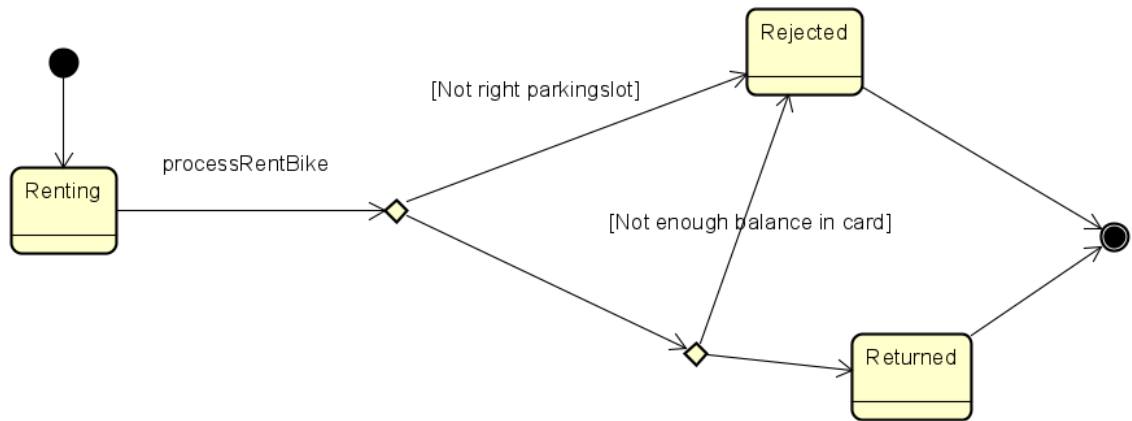 Rejected
[Not right parkingslot]
processRentBike
Renting
[Not enough balance in card]
Returned